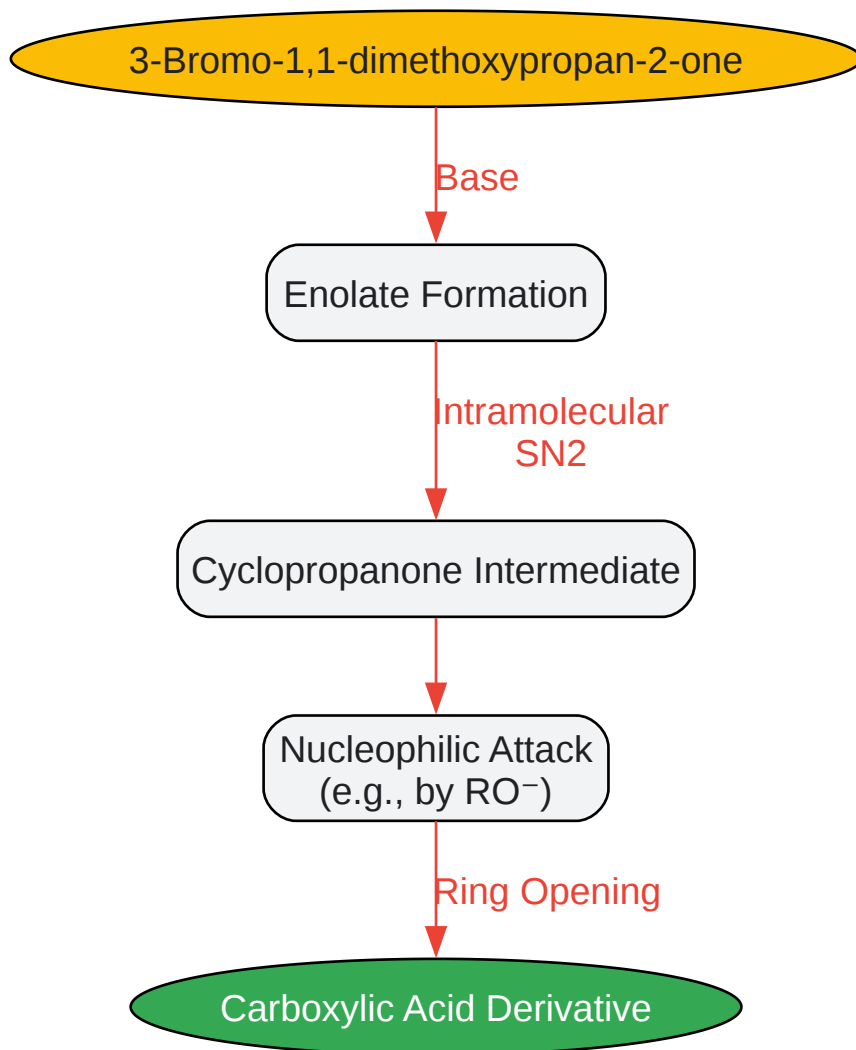 3-Bromo-1,1-dimethoxypropan-2-one
Base
Enolate Formation
Intramolecular
SN2
Cyclopropanone Intermediate
Nucleophilic Attack
(e.g., by RO⁻)
Ring Opening
Carboxylic Acid Derivative